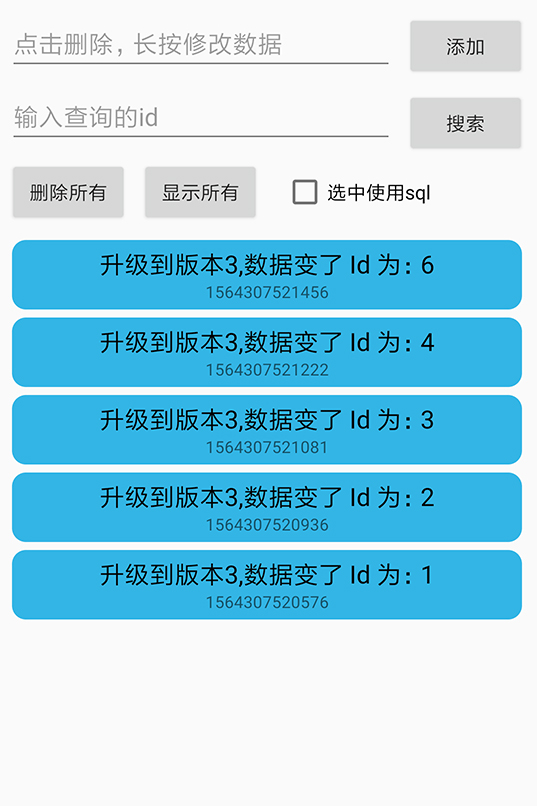 点击删除，长按修改数据
添加
输入查询的id
搜索
删除所有
显示所有
选中使用sql
升级到版本3,数据变了 Id 为：6
1564307521456
升级到版本3,数据变了 Id 为：4
1564307521222
升级到版本3,数据变了 Id 为：3
1564307521081
升级到版本3,数据变了 Id 为：2
1564307520936
升级到版本3,数据变了 Id 为：1
1564307520576